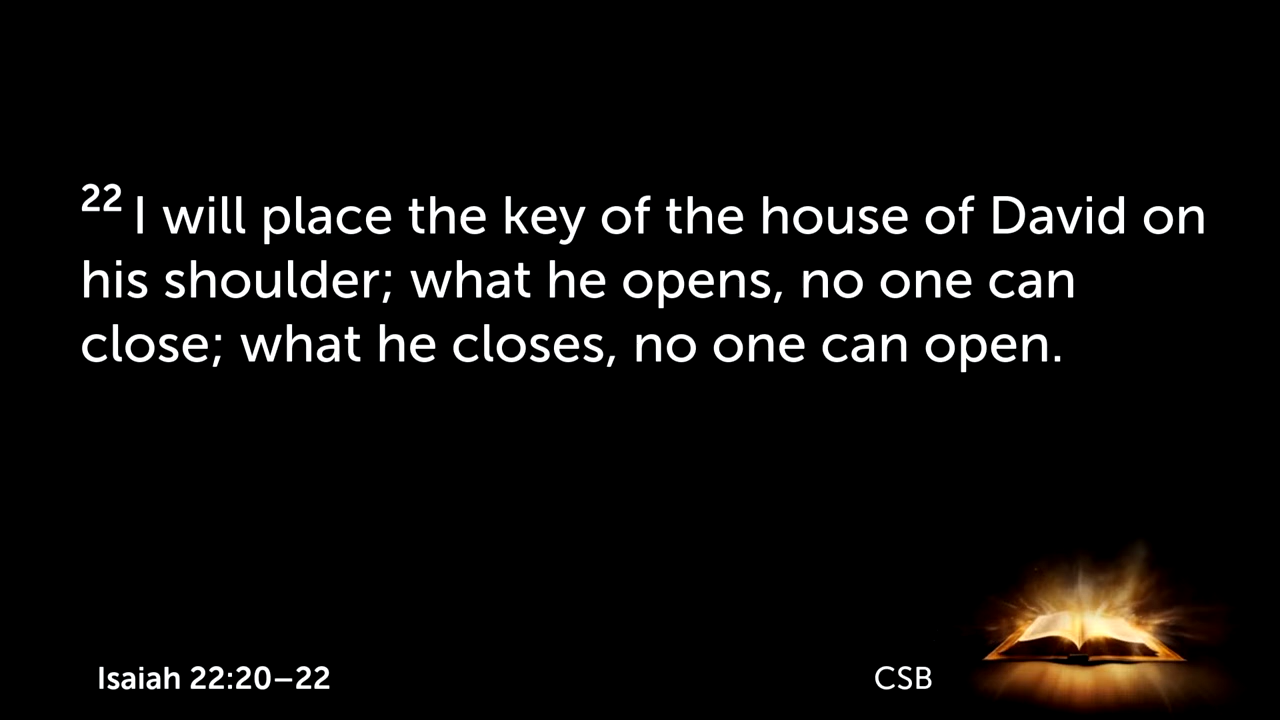 22 I will place the key of the house of David on
his shoulder; what he opens, no one can
close; what he closes, no one can open.
Isaiah 22:20–22
CSB